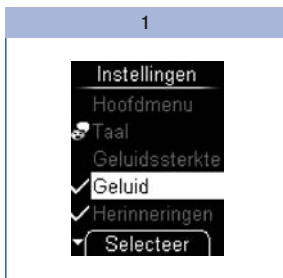 1
Instellingen
Hoofdmenu
Taal
Geluidssterkte
Geluid
Herinneringen
Selecteer